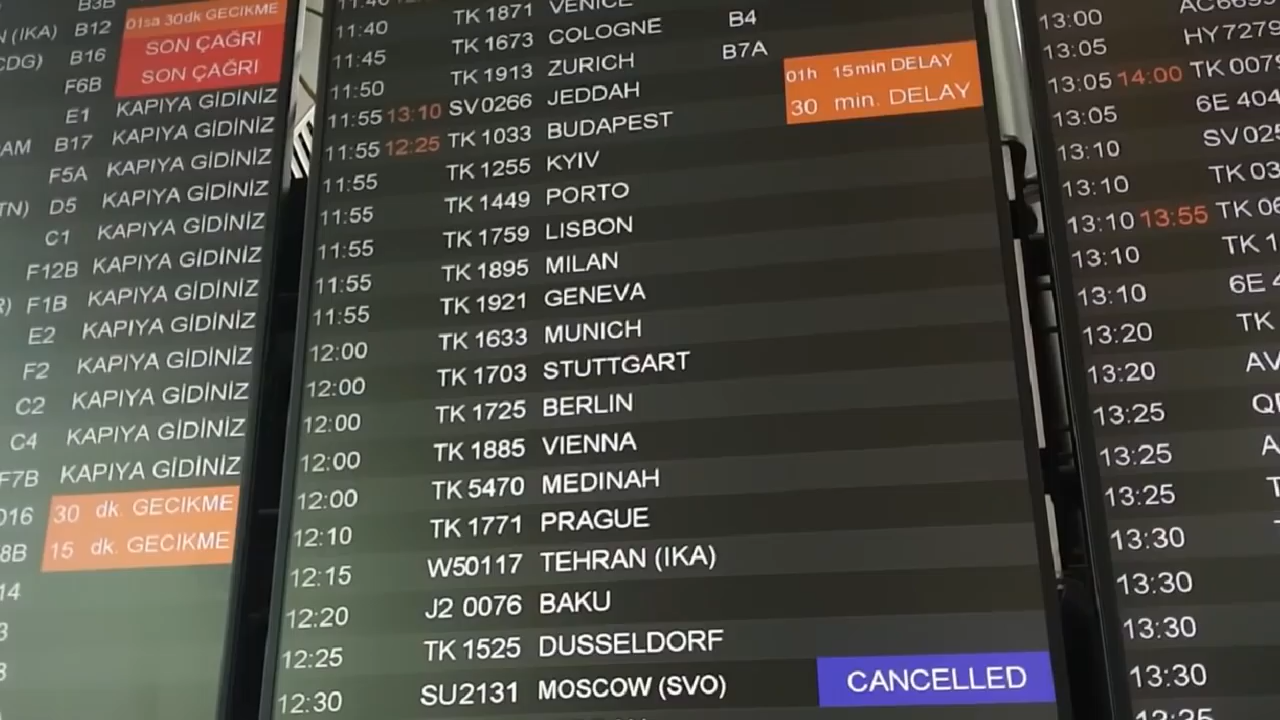 B12 01sa 30dk GECIKME
B16 SON ÇAĞRI
F6B SON ÇAĞRI
E1 KAPIYA GİDİNİZ
B17 KAPIYA GİDİNİZ
F5A KAPIYA GİDİNİZ
D5 KAPIYA GİDİNİZ
C1 KAPIYA GİDİNİZ
F12B KAPIYA GİDİNİZ
F1B KAPIYA GİDİNİZ
E2 KAPIYA GİDİNİZ
F2 KAPIYA GİDİNİZ
C2 KAPIYA GİDİNİZ
C4 KAPIYA GİDİNİZ
F7B KAPIYA GİDİNİZ
30 dk. GECIKME
15 dk. GECIKME
11:40 TK 1871 VENICE
11:45 TK 1673 COLOGNE B4
11:50 TK 1913 ZURICH B7A
11:55 13:10 SV0266 JEDDAH 01h 15min DELAY
11:55 12:25 TK 1033 BUDAPEST 30 min. DELAY
11:55 TK 1255 KYIV
11:55 TK 1449 PORTO
11:55 TK 1759 LISBON
11:55 TK 1895 MILAN
11:55 TK 1921 GENEVA
12:00 TK 1633 MUNICH
12:00 TK 1703 STUTTGART
12:00 TK 1725 BERLIN
12:00 TK 1885 VIENNA
12:00 TK 5470 MEDINAH
12:10 TK 1771 PRAGUE
12:15 W50117 TEHRAN (IKA)
12:20 J2 0076 BAKU
12:25 TK 1525 DUSSELDORF
12:30 SU2131 MOSCOW (SVO) CANCELLED
13:00
13:05 HY7279
13:05 14:00 TK 0079
13:05 6E 404
13:10 SV02
13:10 TK 03
13:10 13:55 TK 06
13:10 TK 1
13:10 6E 4
13:20 TK
13:20 AV
13:25
13:25
13:25
13:30
13:30
13:30
13:30